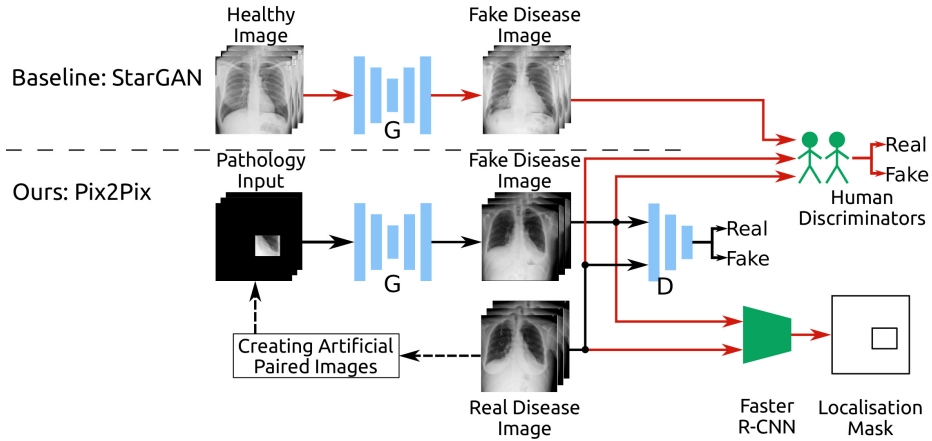 Healthy
Image
Fake Disease
Image
Baseline: StarGAN
G
Real
Fake
Human
Discriminators
Pathology
Input
Fake Disease
Image
Ours: Pix2Pix
G
D
Real
Fake
Creating Artificial
Paired Images
Real Disease
Image
Faster
R-CNN
Localisation
Mask